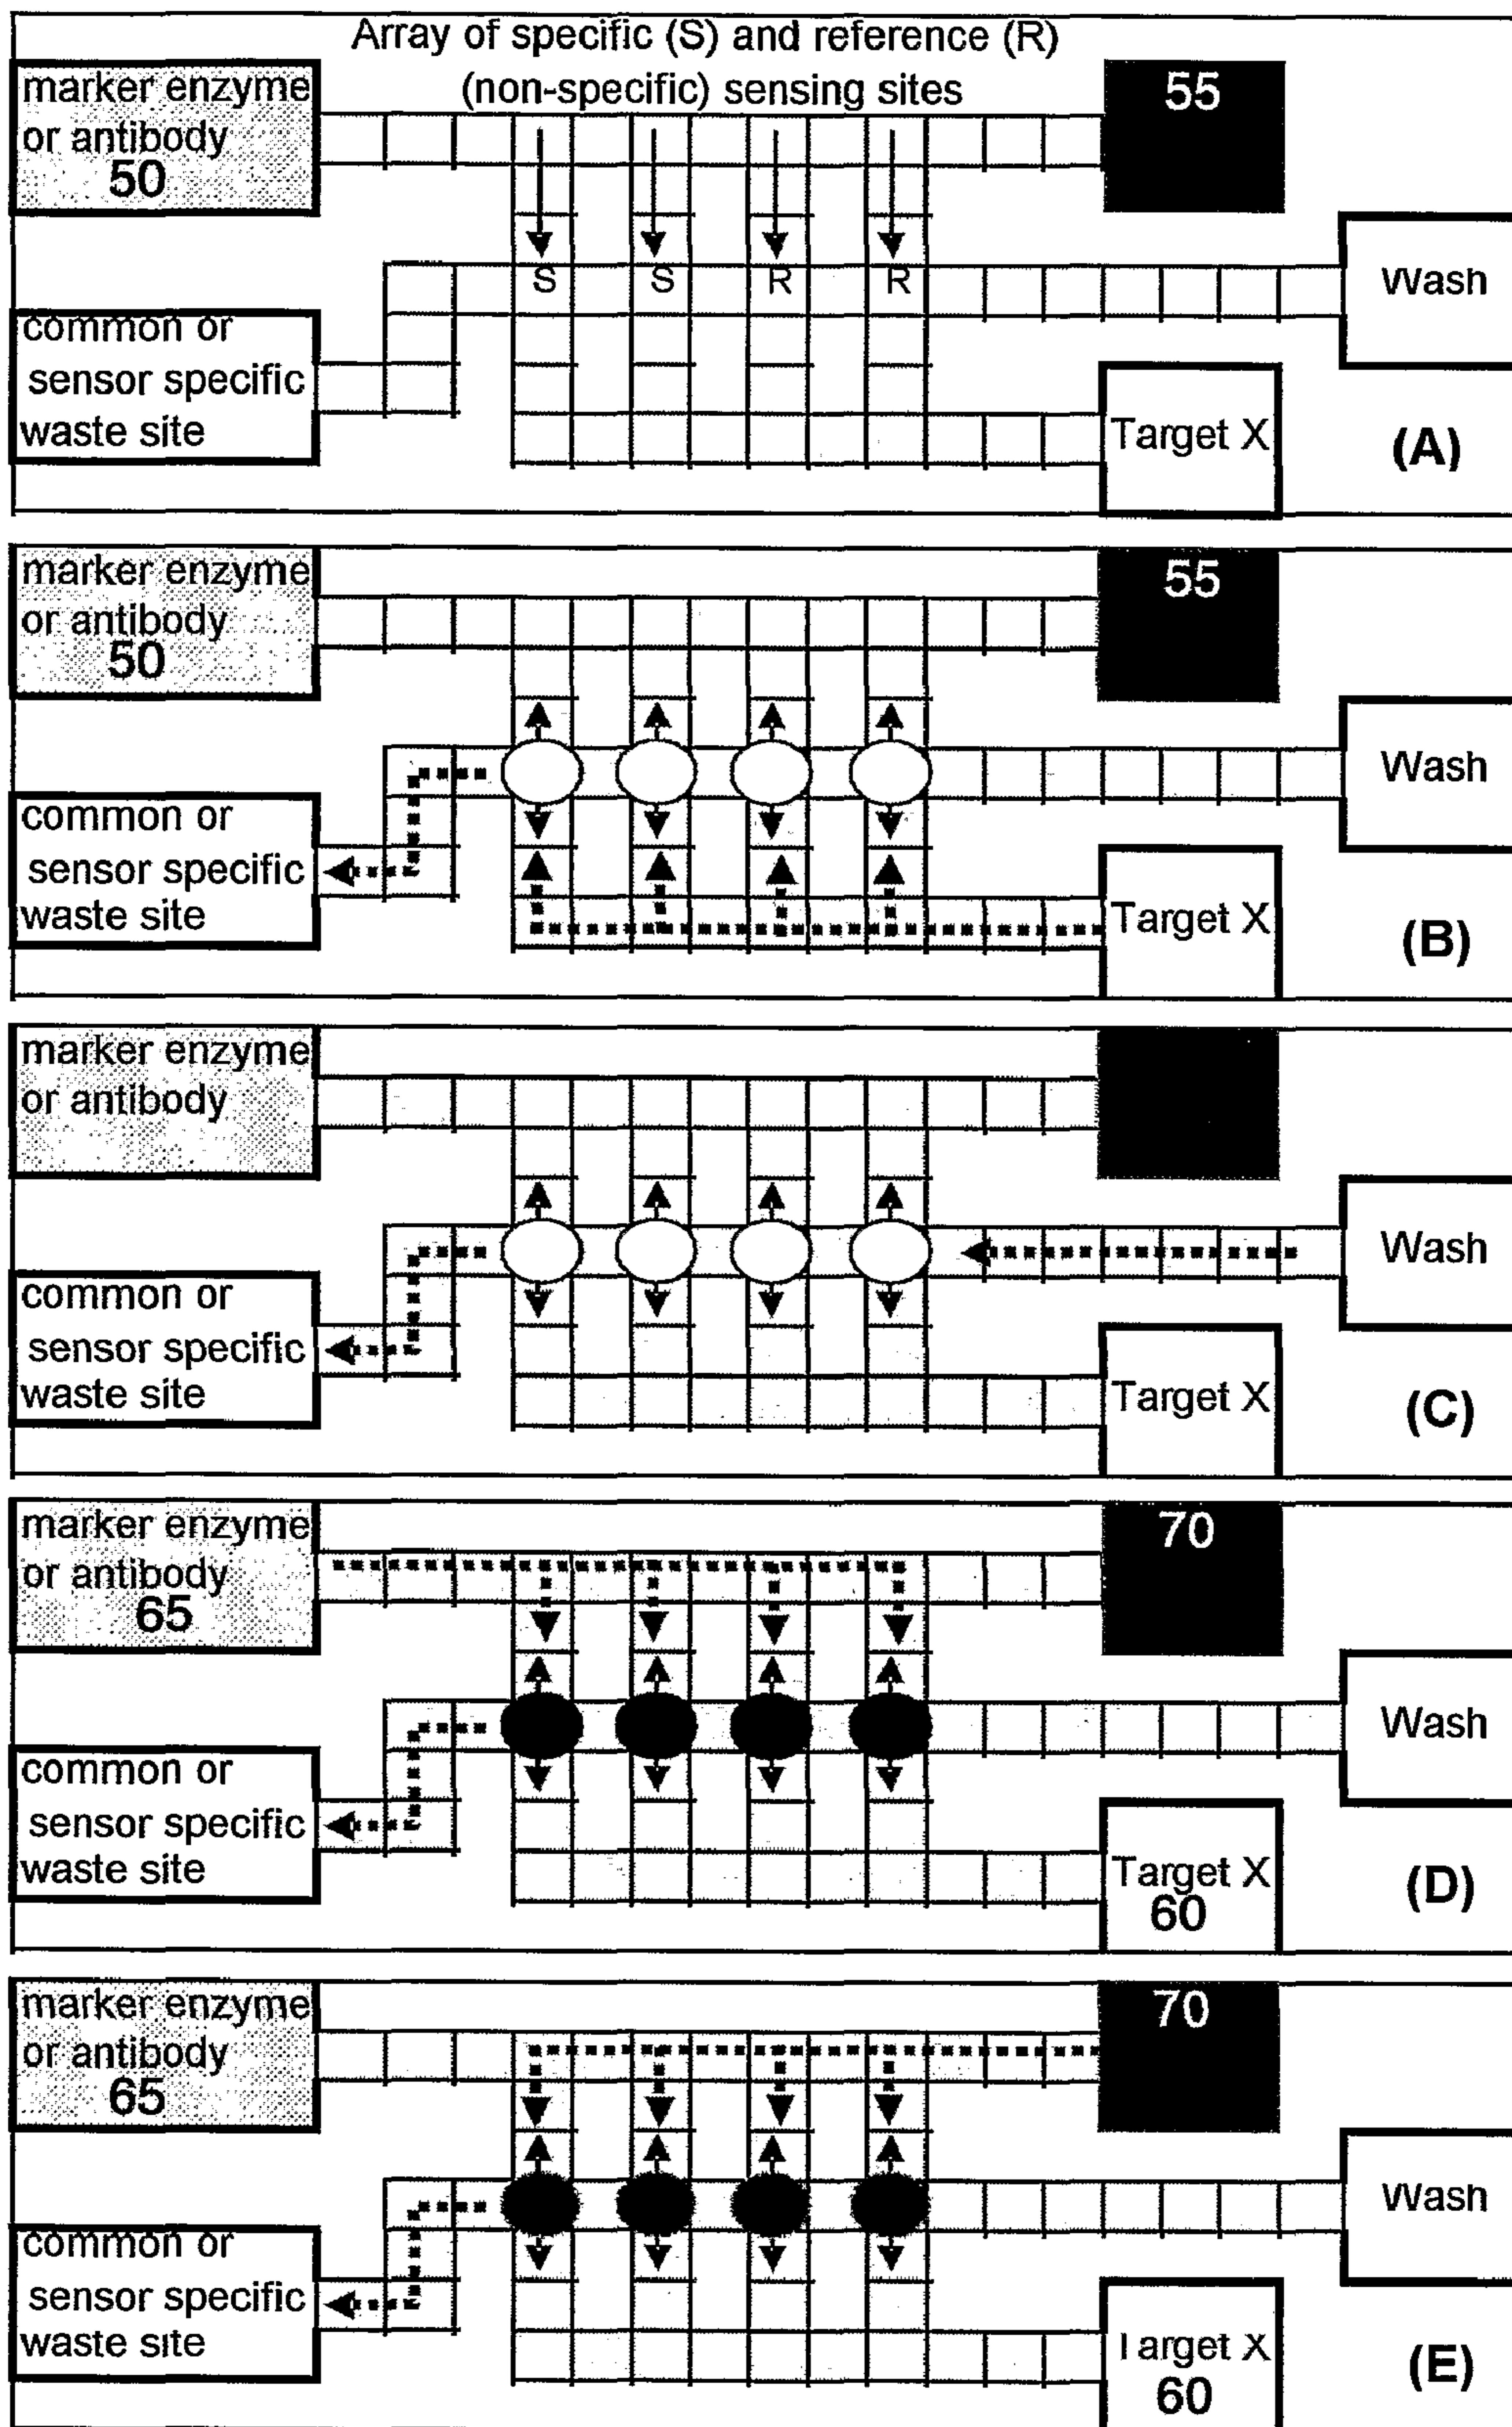 Array of specific (S) and reference (R)
(non-specific) sensing sites
marker enzyme
or antibody
50
55
S S R R
Wash
common or
sensor specific
waste site
Target X
(A)
marker enzyme
or antibody
50
55
Wash
common or
sensor specific
waste site
Target X
(B)
marker enzyme
or antibody
Wash
common or
sensor specific
waste site
Target X
(C)
marker enzyme
or antibody
65
70
Wash
common or
sensor specific
waste site
Target X
60
(D)
marker enzyme
or antibody
65
70
Wash
common or
sensor specific
waste site
Target X
60
(E)